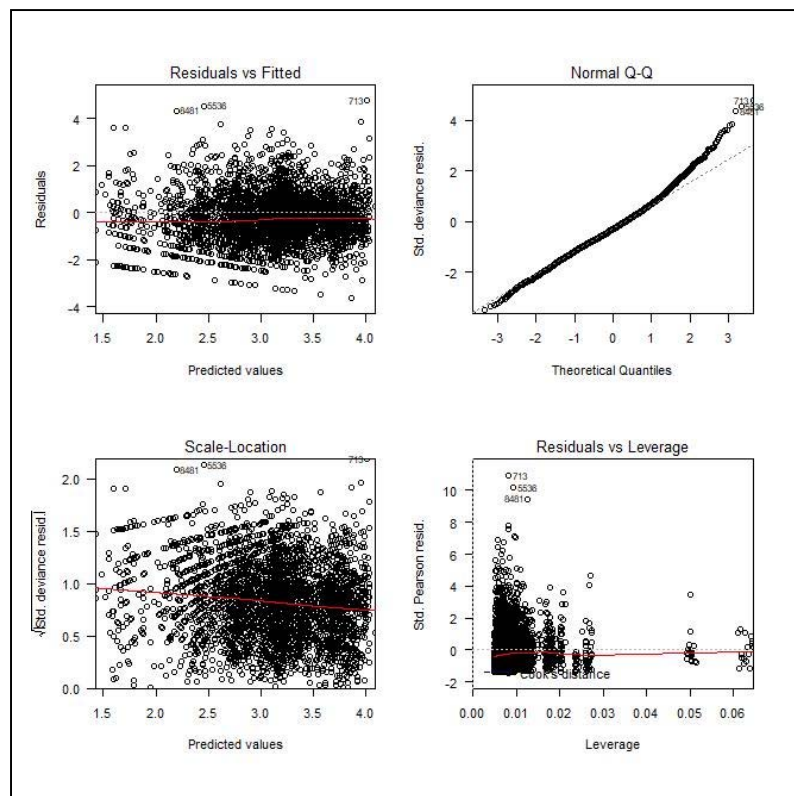 Residuals vs Fitted
Residuals
4
2
0
-2
-4
8481
5536
713
1.5 2.0 2.5 3.0 3.5 4.0
Predicted values
Normal Q-Q
Std. deviance resid.
4
2
0
-2
713
5536
8481
-3 -2 -1 0 1 2 3
Theoretical Quantiles
Scale-Location
√|Std. deviance resid.|
2.0
1.5
1.0
0.5
0.0
8481
5536
713
1.5 2.0 2.5 3.0 3.5 4.0
Predicted values
Residuals vs Leverage
Std. Pearson resid.
10
8
6
4
2
0
-2
713
5536
8481
Cook's distance
0.00 0.01 0.02 0.03 0.04 0.05 0.06
Leverage